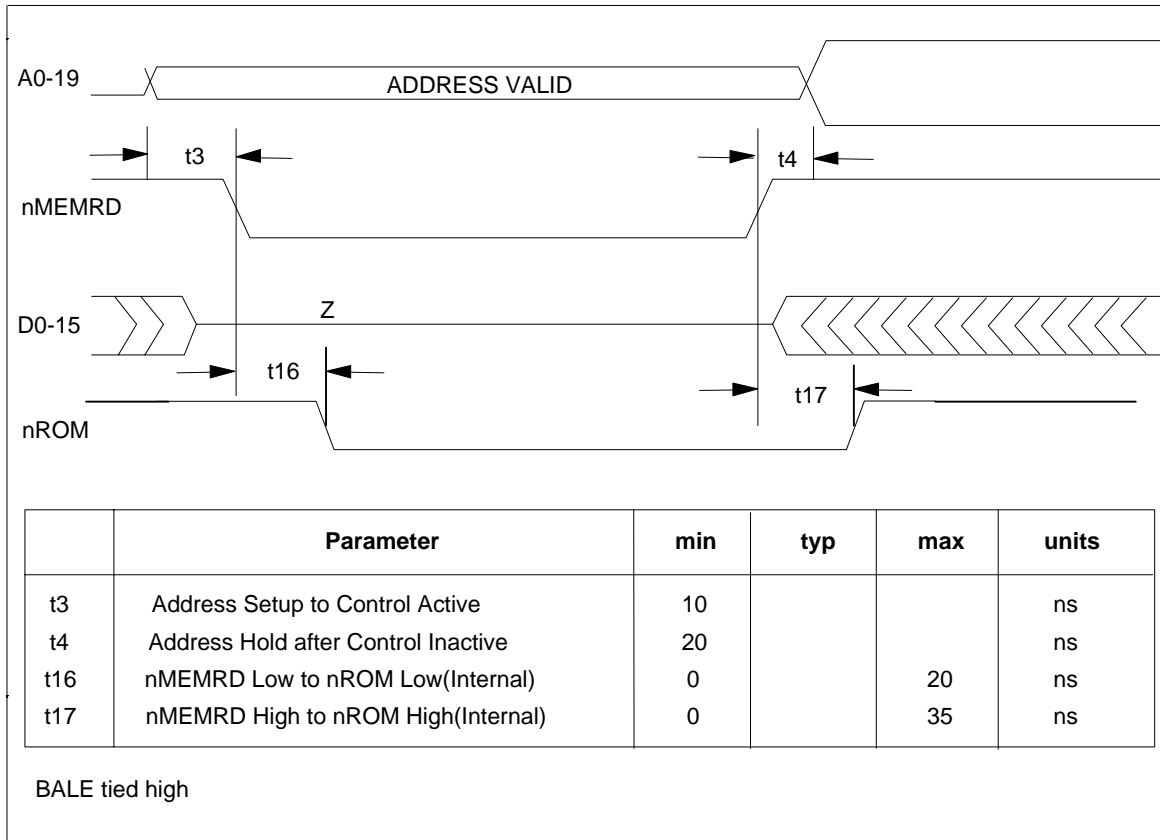 A0-19
ADDRESS VALID
t3
t4
nMEMRD
D0-15
Z
t16
t17
nROM
Parameter min typ max units
t3 Address Setup to Control Active 10 ns
t4 Address Hold after Control Inactive 20 ns
t16 nMEMRD Low to nROM Low(Internal) 0 20 ns
t17 nMEMRD High to nROM High(Internal) 0 35 ns
BALE tied high